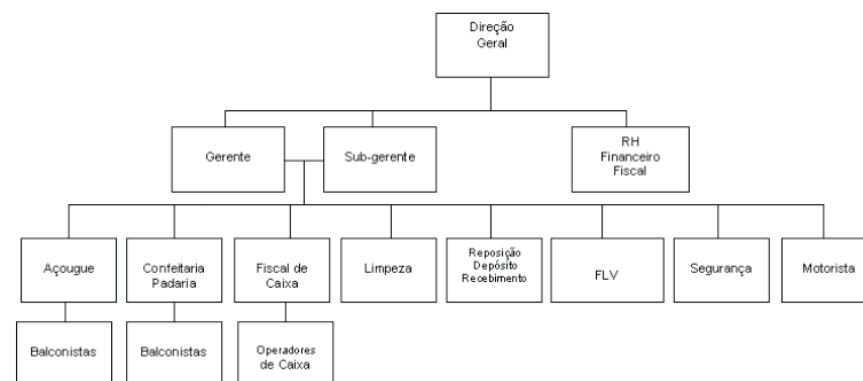 Direção
Geral
Gerente
Sub-gerente
RH
Financeiro
Fiscal
Açougue
Confeitaria
Padaria
Fiscal de
Caixa
Limpeza
Reposição
Depósito
Recebimento
FLV
Segurança
Motorista
Balconistas
Balconistas
Operadores
de Caixa